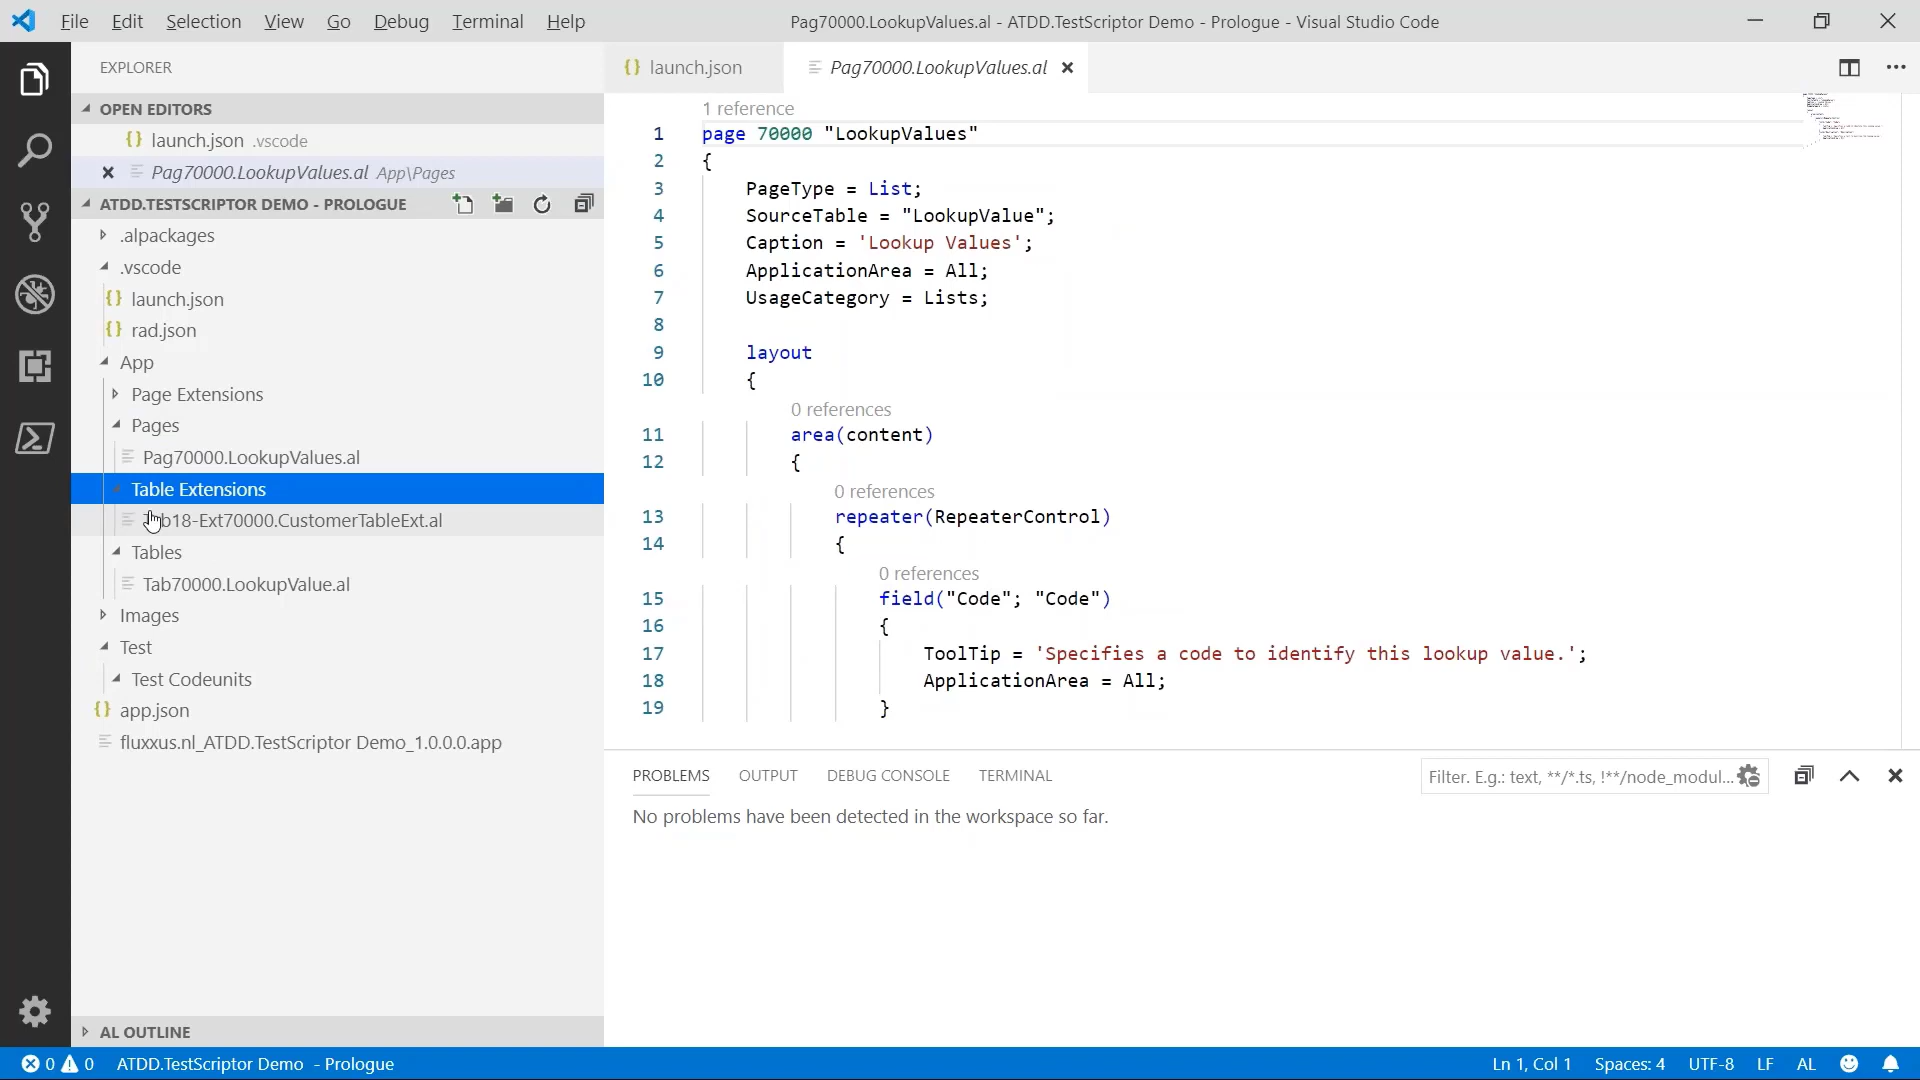 File Edit Selection View Go Debug Terminal Help
Pag70000.LookupValues.al - ATDD.TestScriptor Demo - Prologue - Visual Studio Code
EXPLORER
OPEN EDITORS
launch.json .vscode
Pag70000.LookupValues.al App\Pages
ATDD.TESTSCRIPTOR DEMO - PROLOGUE
.alpackages
.vscode
launch.json
rad.json
App
Page Extensions
Pages
Pag70000.LookupValues.al
Table Extensions
b18-Ext70000.CustomerTableExt.al
Tables
Tab70000.LookupValue.al
Images
Test
Test Codeunits
app.json
fluxxus.nl_ATDD.TestScriptor Demo_1.0.0.0.app
AL OUTLINE
launch.json
Pag70000.LookupValues.al
1 reference
1 page 70000 "LookupValues"
2 {
3 PageType = List;
4 SourceTable = "LookupValue";
5 Caption = 'Lookup Values';
6 ApplicationArea = All;
7 UsageCategory = Lists;
8
9 layout
10 {
0 references
11 area(content)
12 {
0 references
13 repeater(RepeaterControl)
14 {
0 references
15 field("Code"; "Code")
16 {
17 ToolTip = 'Specifies a code to identify this lookup value.';
18 ApplicationArea = All;
19 }
PROBLEMS OUTPUT DEBUG CONSOLE TERMINAL
Filter. E.g.: text, **/*.ts, !**/node_modul...
No problems have been detected in the workspace so far.
0 0 ATDD.TestScriptor Demo - Prologue
Ln 1, Col 1 Spaces: 4 UTF-8 LF AL